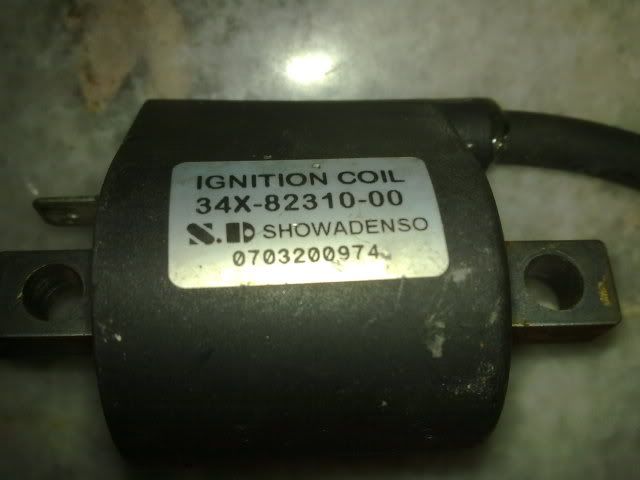 IGNITION COIL
34X-82310-00
S.D SHOWADENSO
0703200974